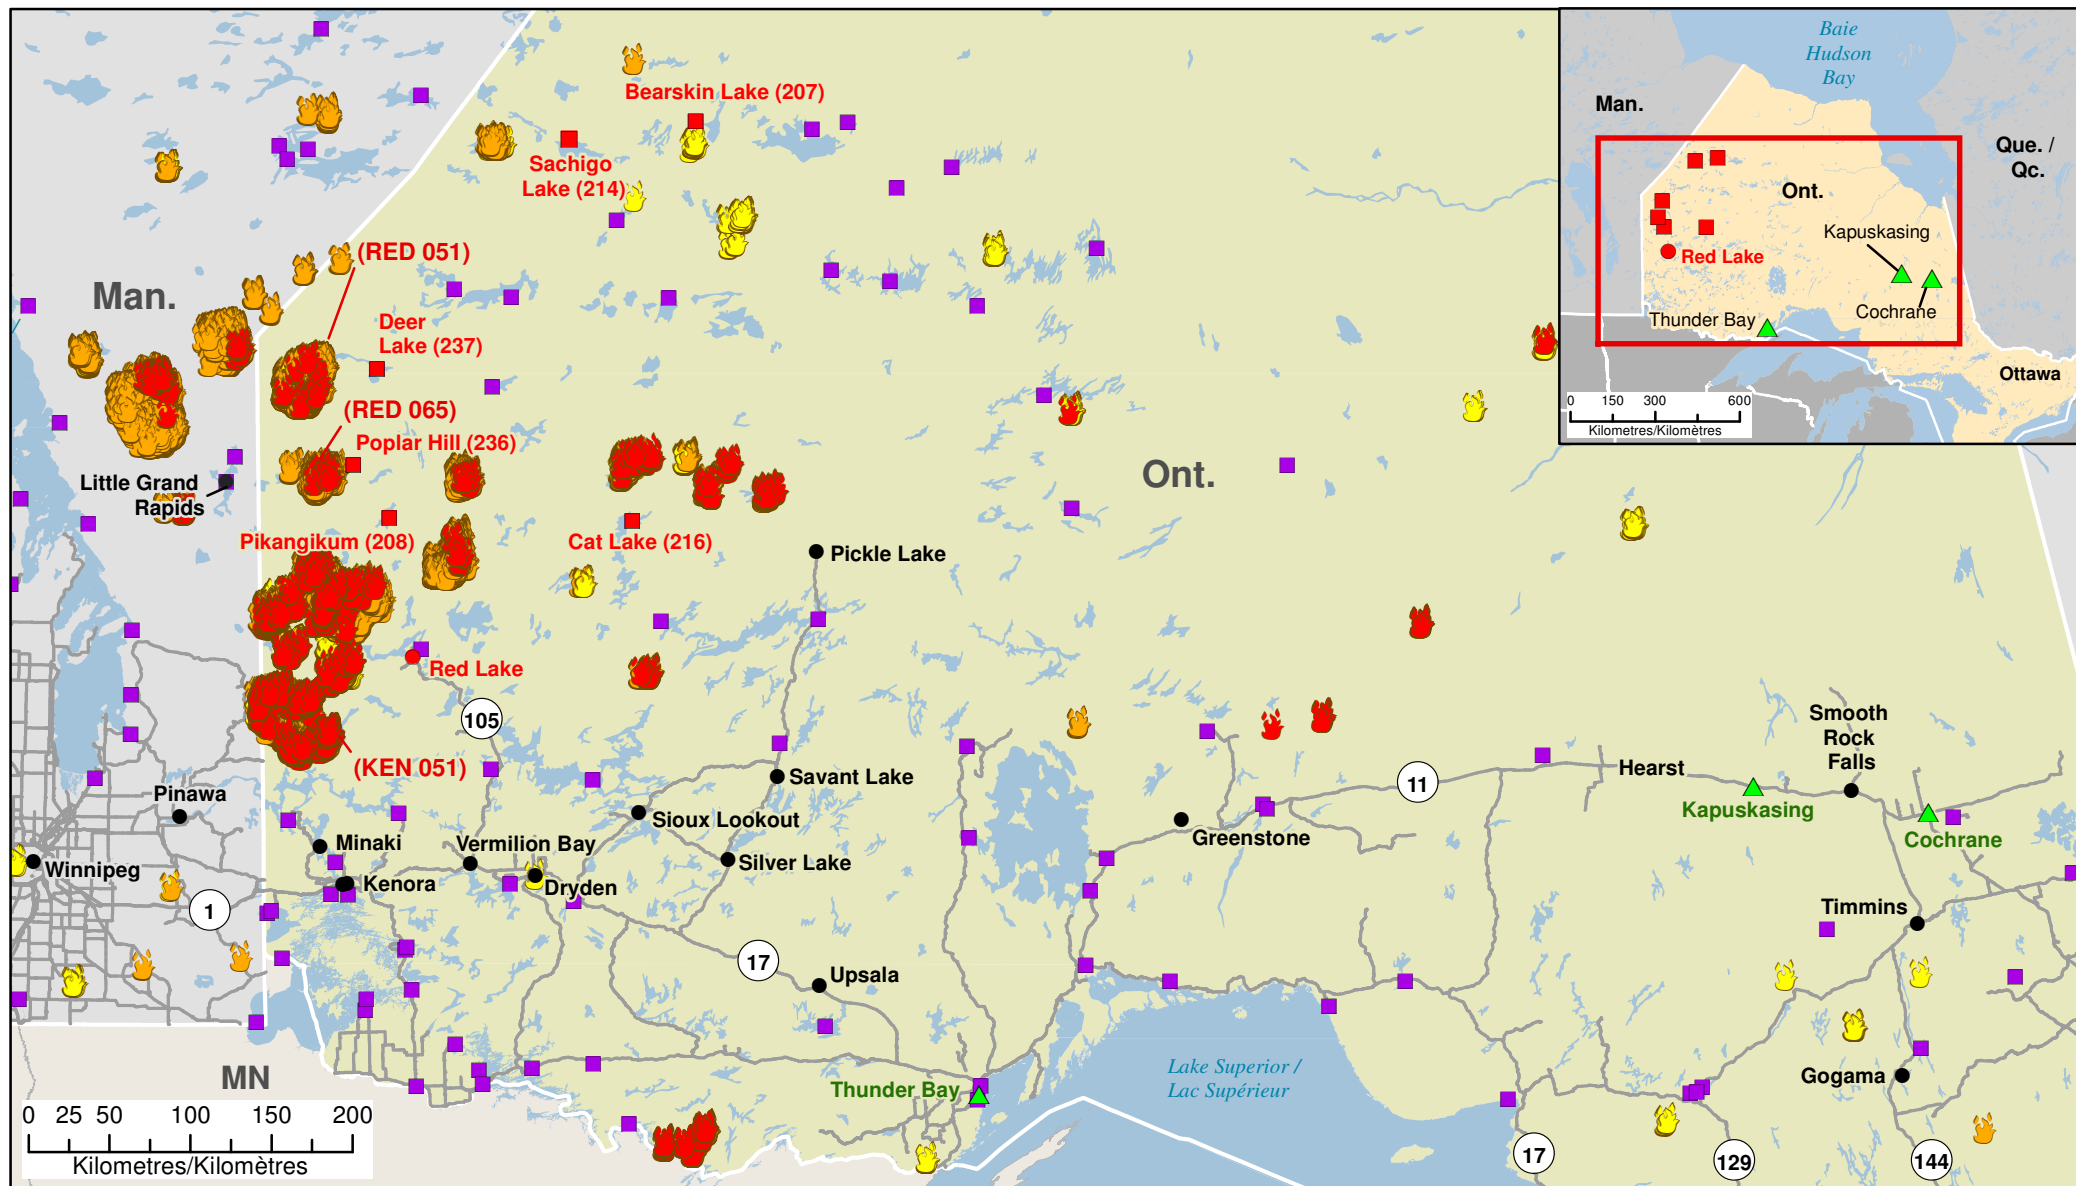 Bearskin Lake (207)
Sachigo
Lake (214)
(RED 051)
Man.
Deer
Lake (237)
(RED 065)
Poplar Hill (236)
Little Grand
Rapids
Pikangikum (208)
Cat Lake (216)
Pickle Lake
Ont.
Red Lake
105
(KEN 051)
Pinawa
Minaki
Vermilion Bay
Sioux Lookout
Savant Lake
Silver Lake
Winnipeg
Kenora
Dryden
1
17
Upsala
Greenstone
11
Hearst
Smooth
Rock
Falls
Kapuskasing
Cochrane
Timmins
Gogama
MN
Thunder Bay
Lake Superior /
Lac Supérieur
17
129
144
0 25 50 100 150 200
Kilometres/Kilomètres
Baie
Hudson
Bay
Man.
Que. /
Qc.
Ont.
Kapuskasing
Red Lake
Cochrane
Thunder Bay
Ottawa
0 150 300 600
Kilometres/Kilomètres